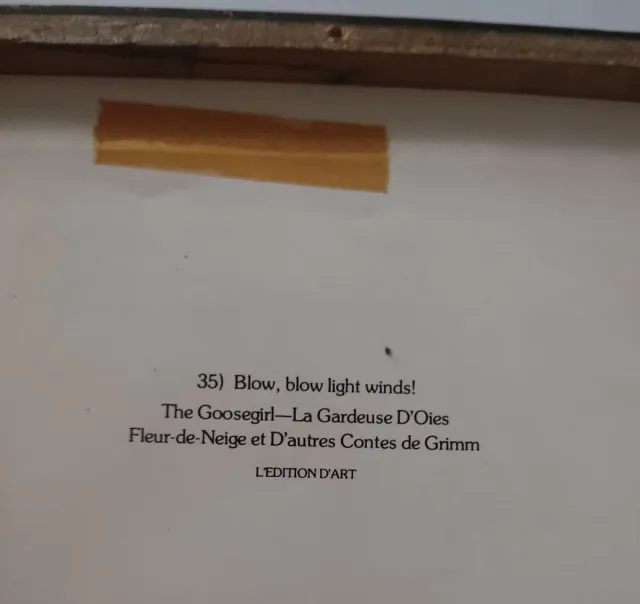 35) Blow, blow light winds!
The Goosegirl—La Gardeuse D'Oies
Fleur-de-Neige et D'autres Contes de Grimm
L'EDITION D'ART